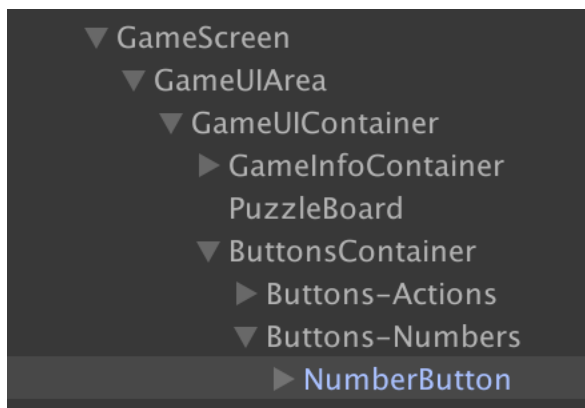 GameScreen
GameUIArea
GameUIContainer
GameInfoContainer
PuzzleBoard
ButtonsContainer
Buttons-Actions
Buttons-Numbers
NumberButton